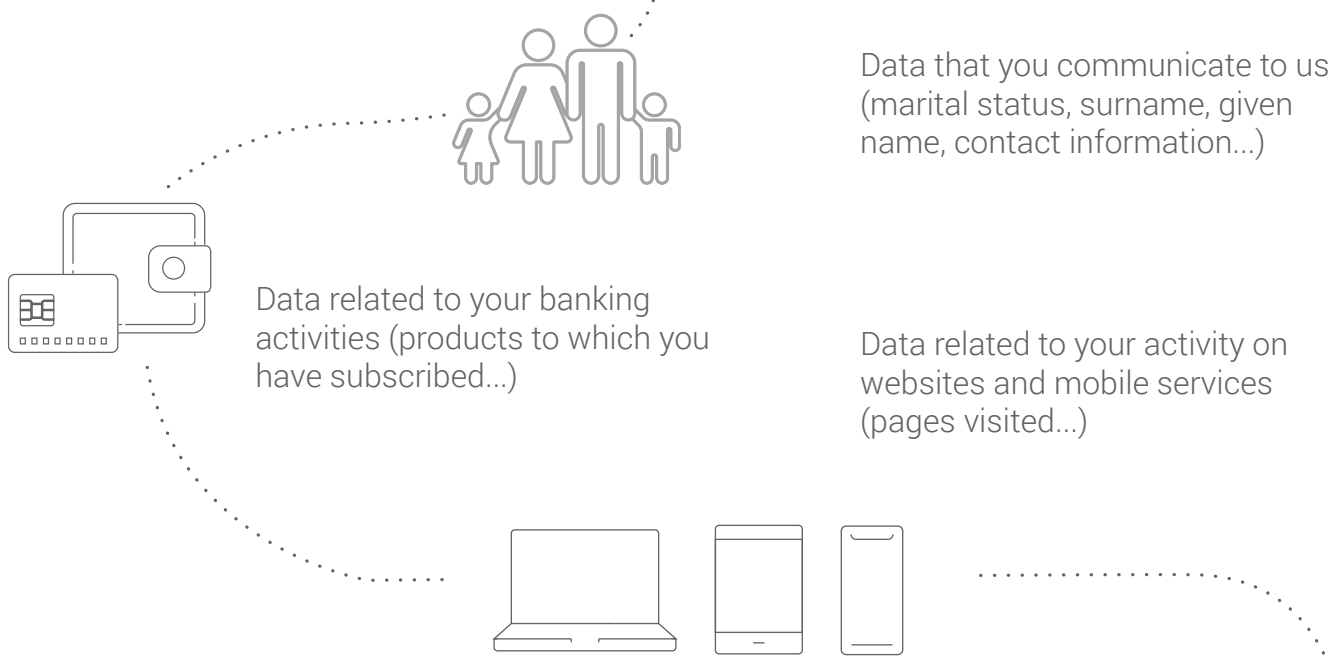 Data that you communicate to us
(marital status, surname, given
name, contact information...)
Data related to your banking
activities (products to which you
have subscribed...)
Data related to your activity on
websites and mobile services
(pages visited...)